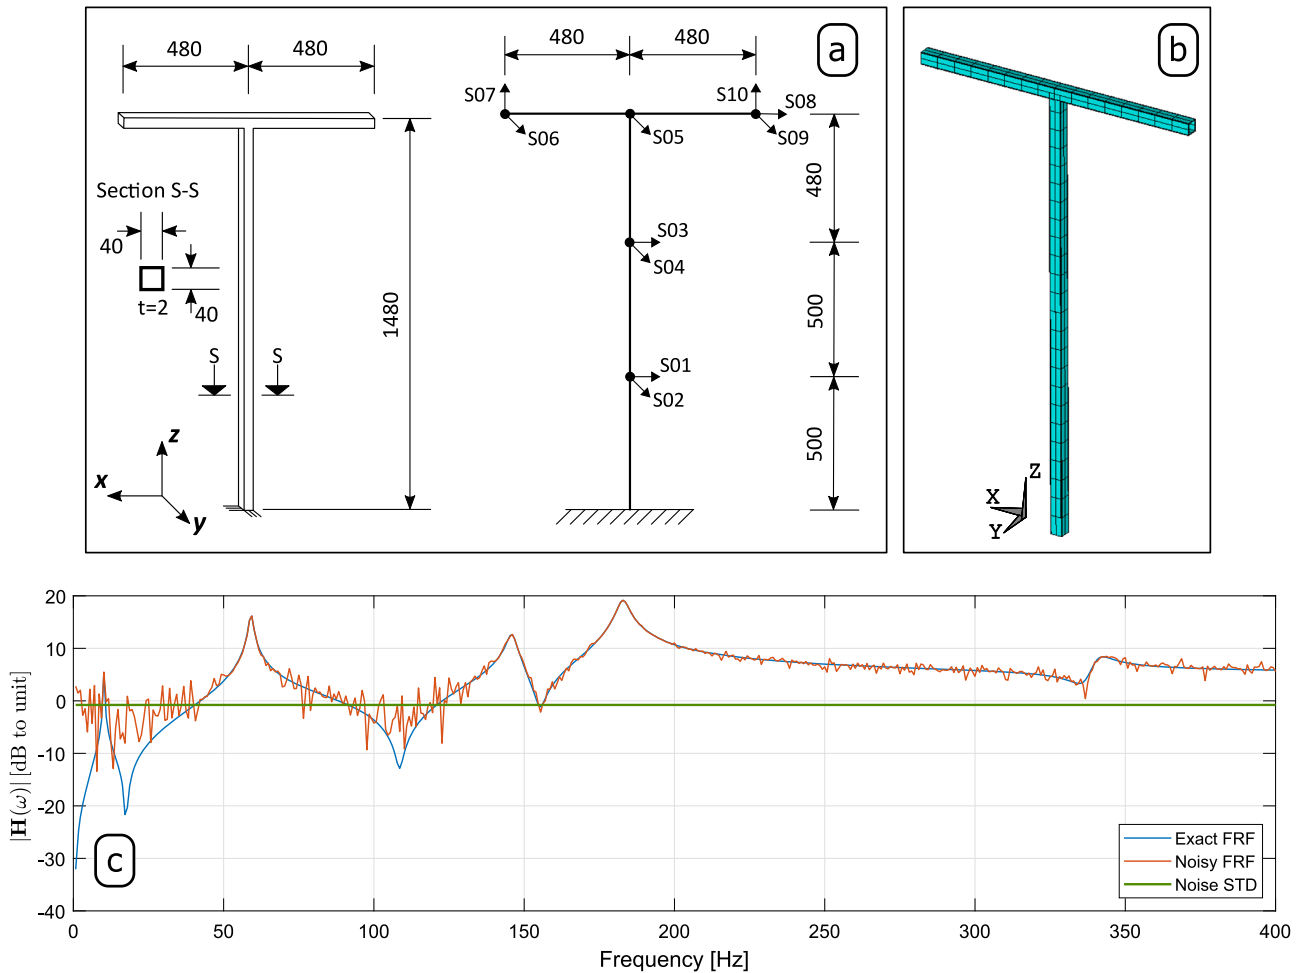 480
480
Section S-S
40
t=2
40
S
S
1480
z
x
y
a
480
480
S07
S06
S05
S10
S08
S09
480
S03
S04
500
S01
S02
500
b
Z
X
Y
20
10
0
-10
-20
-30
-40
|H(ω)| [dB to unit]
c
Exact FRF
Noisy FRF
Noise STD
0
50
100
150
200
250
300
350
400
Frequency [Hz]